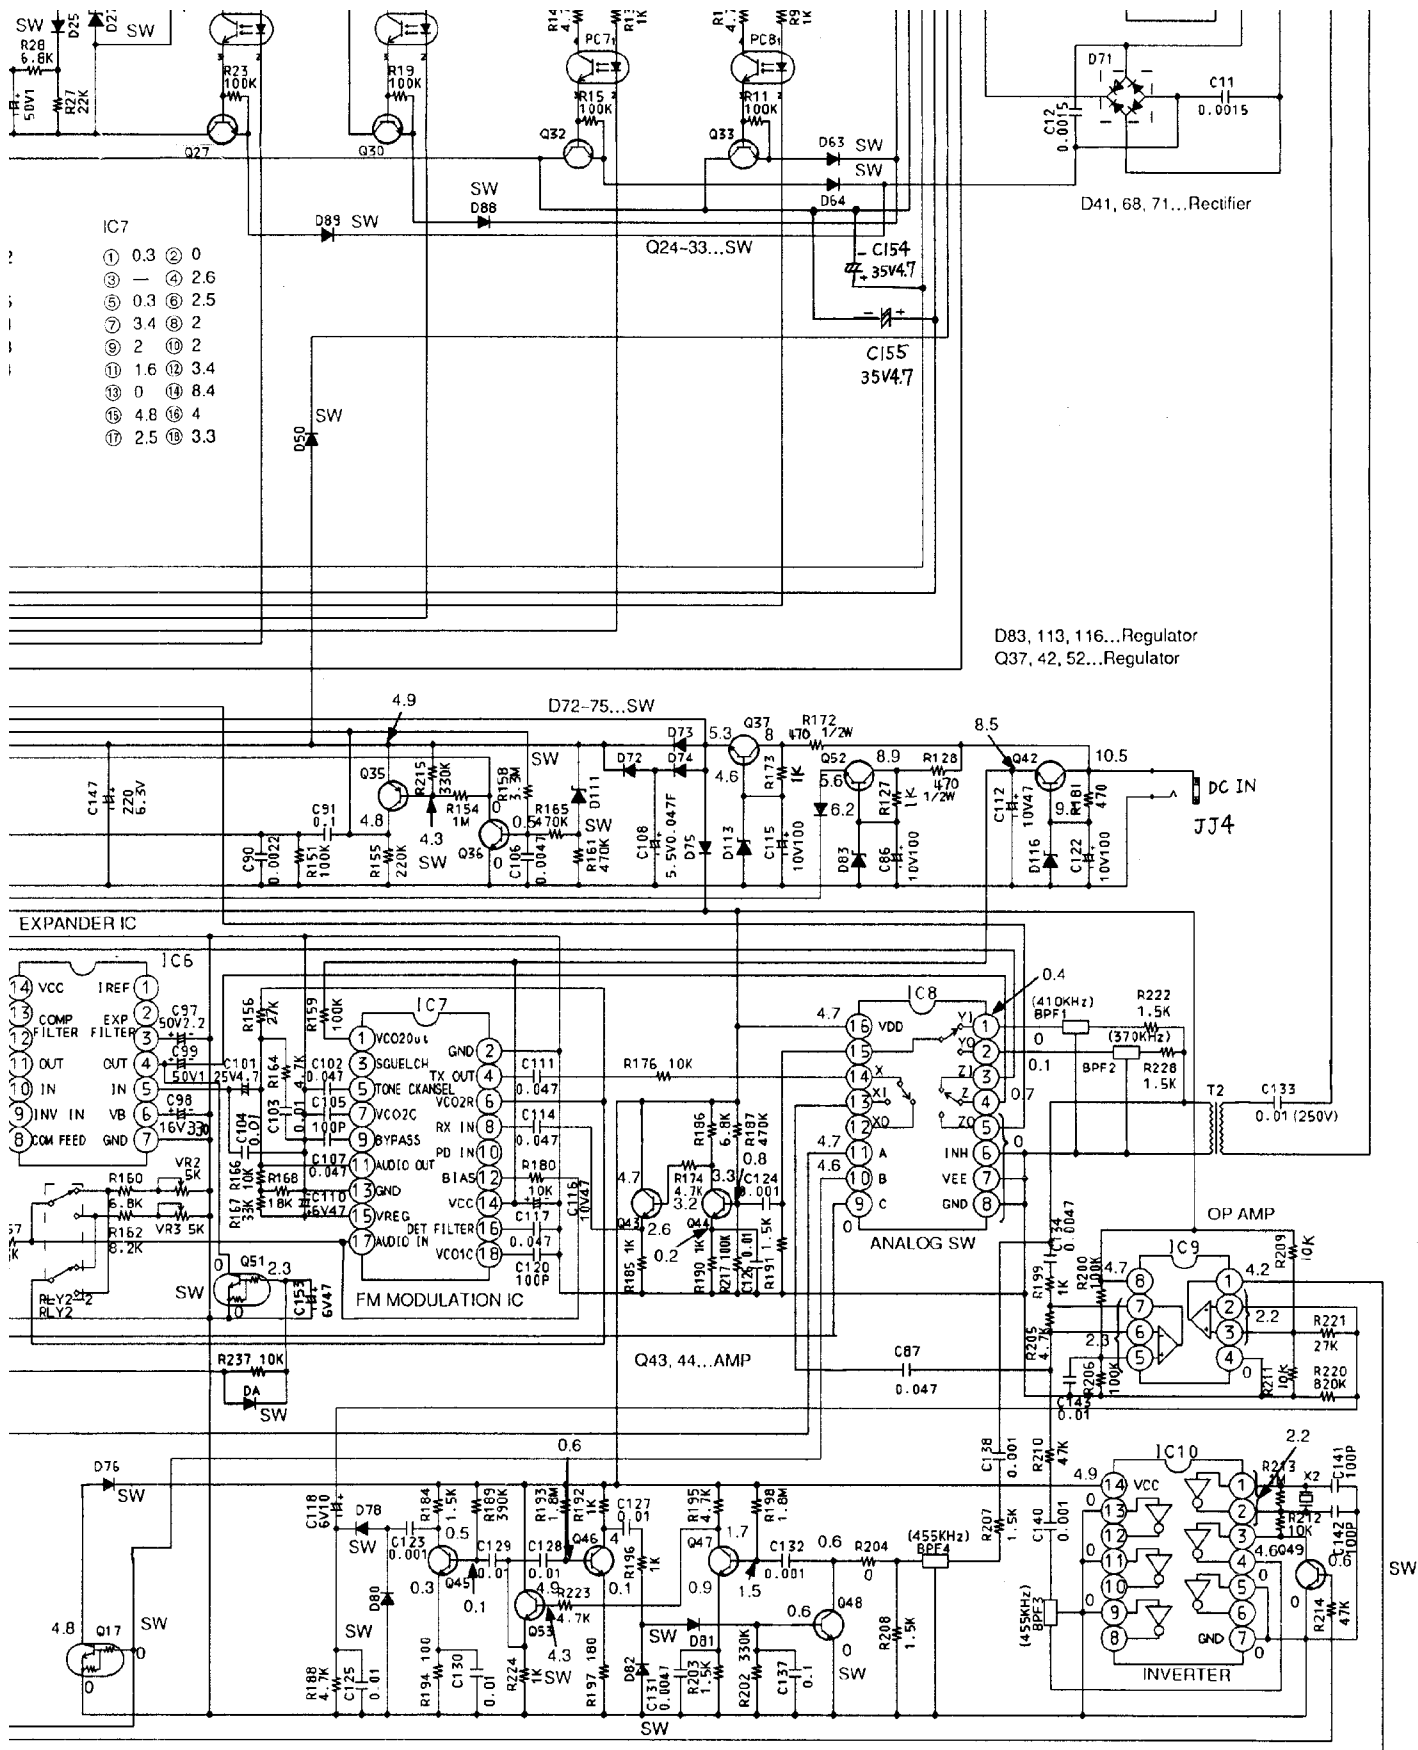 SW
D25
SW
R28
6.8K
50V1
R27
22K
R23
100K
Q27
R19
100K
Q30
PC7
R15
100K
Q32
PC8
R11
100K
Q33
D63 SW
SW
D64
D71
C11
0.0015
C12
0.0015
D41, 68, 71...Rectifier
SW
D88
D89 SW
Q24~33...SW
C154
35V4.7
C155
35V4.7
IC7
① 0.3 ② 0
③ — ④ 2.6
⑤ 0.3 ⑥ 2.5
⑦ 3.4 ⑧ 2
⑨ 2 ⑩ 2
⑪ 1.6 ⑫ 3.4
⑬ 0 ⑭ 8.4
⑮ 4.8 ⑯ 4
⑰ 2.5 ⑱ 3.3
SW
D50
D83, 113, 116...Regulator
Q37, 42, 52...Regulator
4.9
D72~75...SW
C147
220
6.3V
Q35
4.8
R215
330K
R154
1M
4.3
SW
Q36
0
0
R158
3.3M
SW
0.5
R165
470K
C91
0.1
C90
0.0022
R151
100K
R155
220K
C106
0.0047
D111
SW
R161
470K
D72
D73
D74
C108
5.5V0.047F
D75
5.3
Q37
8
4.6
D113
R172
470 1/2W
R173
1K
C115
10V100
Q52
5.6
6.2
8.9
D83
R127
1K
R128
470
1/2W
C86
10V100
8.5
C112
10V47
Q42
10.5
R181
470
D116
C122
10V100
DC IN
JJ4
EXPANDER IC
IC6
14 VCC IREF 1
13 COMP EXP 2
12 FILTER FILTER 3
11 OUT OUT 4
10 IN IN 5
9 INV IN VB 6
8 COM FEED GND 7
C97
50V2.2
C99
50V1
C101
25V4.7
C98
16V330
R156
27K
R164
4.7K
R159
100K
C102
0.047
C103
0.01
C105
100P
C104
0.01
C107
0.047
R166
10K
R167
33K
R168
18K
C110
6V47
R160
6.8K
VR2
5K
R162
8.2K
VR3 5K
RLY2-2
RLY2
Q51
0
2.3
0
SW
C153
6V47
R237 10K
DA
SW
IC7
1 VCO2Out
3 SGUELCH
5 TONE CKANSEL
7 VCO2C
9 BYPASS
11 AUDIO OUT
13 GND
15 VREG
17 AUDIO IN
GND 2
TX OUT 4
VCO2R 6
RX IN 8
PD IN 10
BIAS 12
VCC 14
DET FILTER 16
VCO1C 18
FM MODULATION IC
C111
0.047
C114
0.047
R180
10K
C116
10V47
C117
0.047
C120
100P
R176 10K
4.7
Q43
2.6
R185 1K
R186
6.8K
R187
470K
R174
4.7K
3.2
3.3
0.8
Q44
0.2
R190 1K
R217 100K
C126 0.01
C124
0.001
R191 1.5K
Q43, 44...AMP
IC8
4.7 16 VDD
15
14 X
13 X1
12 X0
4.7 11 A
4.6 10 B
9 C
0
Y1 1
Y0 2
Z1 3
Z 4
Z0 5
INH 6
VEE 7
GND 8
ANALOG SW
0.4
0
0.1
0.7
0
0
(410KHz)
BPF1
R222
1.5K
(370KHz)
BPF2
R228
1.5K
T2
C133
0.01 (250V)
C134
0.0047
R199
1K
R200
100K
R205
4.7K
R206
100K
C143
0.01
OP AMP
IC9
4.7 8
7
6
5
1 4.2
2
3
2.2
4
0
R209
10K
R211
10K
R221
27K
R220
820K
C87
0.047
0.6
D76
SW
C118
6V10
D78
SW
C123
0.001
R184
1.5K
R189
390K
0.5
Q45
0.3
0.1
C129
0.01
C128
0.01
R193
1.8M
R192
1K
Q46
4
0.1
C127
0.01
R196
1K
4.9
Q53
R223
4.7K
4.3
SW
D80
SW
R188
4.7K
C125
0.01
R194 100
C130
0.01
R224
1K
R197 180
SW
D81
D82
C131
0.0047
SW
R195
4.7K
R198
1.8M
1.7
Q47
0.9
1.5
C132
0.001
R203
1.5K
R202 330K
C137
0.1
0.6
0.6
Q48
0
SW
R204
0
R208
1.5K
(455KHz)
BPF4
R207
1.5K
C138
0.001
R210
47K
C140
0.001
(455KHz)
BPF3
IC10
4.9 14 VCC
0
13
12
0
11
10
0
9
8
1
2
3
4
5
6
GND 7
INVERTER
2.2
R213
1M
X2
R212
10K
C141
100P
C142
100P
4.6
Q49
0.6
0
0
0
R214
47K
SW
4.8
Q17
SW
0
0